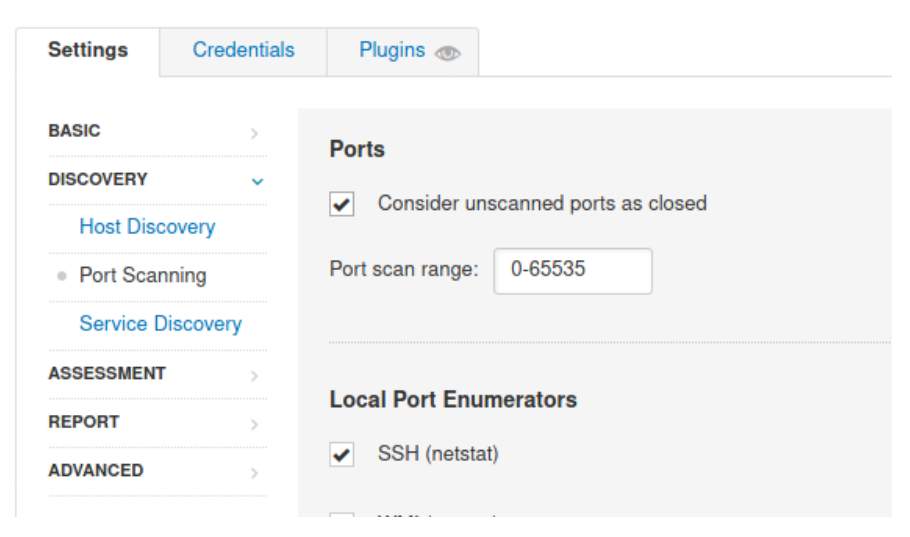 Settings Credentials Plugins
BASIC
DISCOVERY
Host Discovery
Port Scanning
Service Discovery
ASSESSMENT
REPORT
ADVANCED
Ports
Consider unscanned ports as closed
Port scan range: 0-65535
Local Port Enumerators
SSH (netstat)